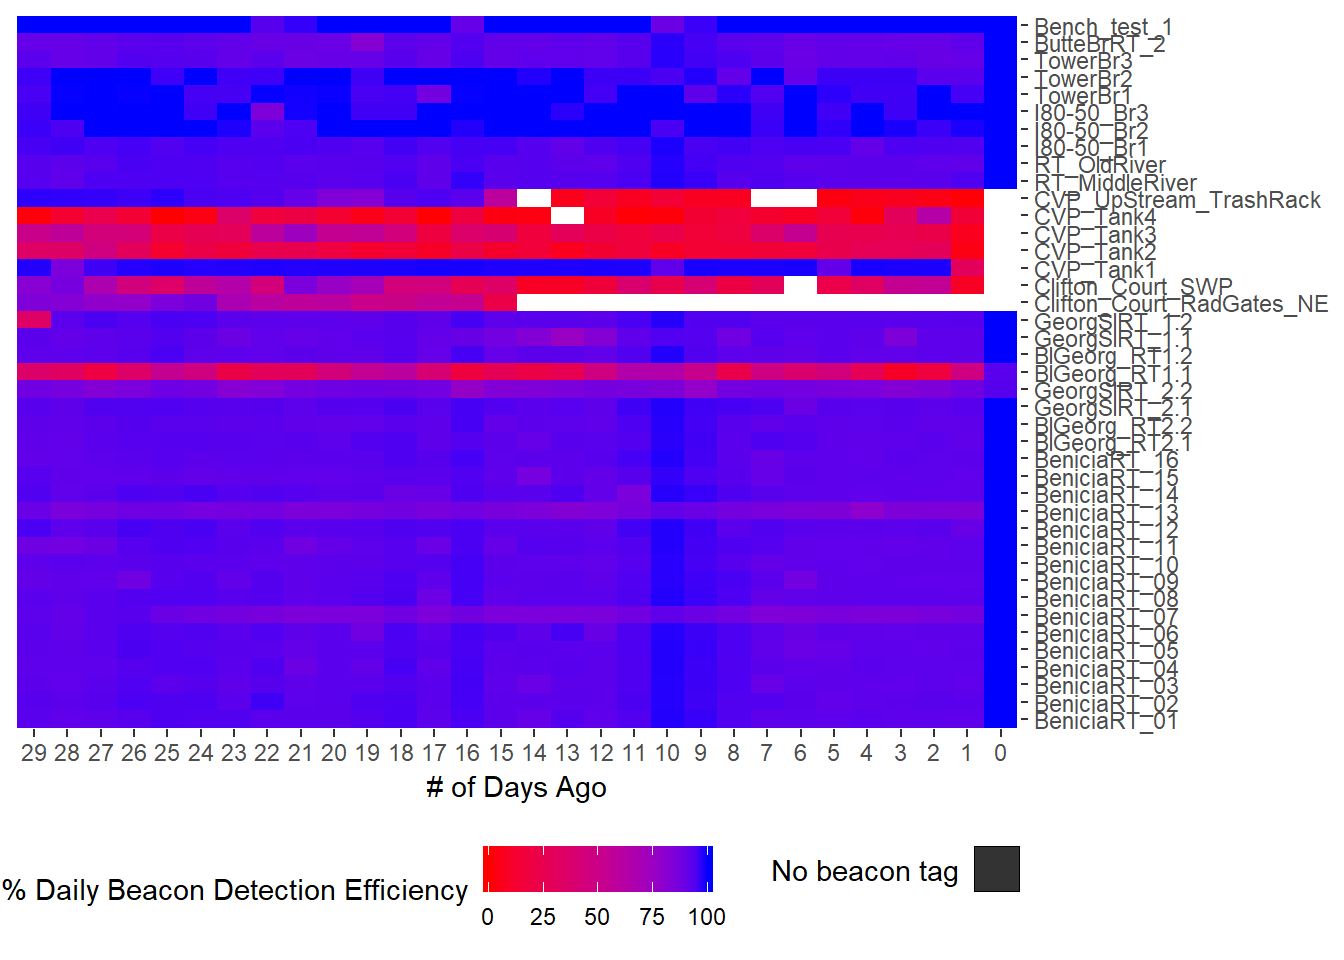 Bench_test_1
ButteBrRT_2
TowerBr3
TowerBr2
TowerBr1
I80-50_Br3
I80-50_Br2
I80-50_Br1
RT_OldRiver
RT_MiddleRiver
CVP_UpStream_TrashRack
CVP_Tank4
CVP_Tank3
CVP_Tank2
CVP_Tank1
Clifton_Court_SWP
Clifton_Court_RadGates_NE
GeorgSlRT_1.2
GeorgSlRT_1.1
BlGeorg_RT1.2
BlGeorg_RT1.1
GeorgSlRT_2.2
GeorgSlRT_2.1
BlGeorg_RT2.2
BlGeorg_RT2.1
BeniciaRT_16
BeniciaRT_15
BeniciaRT_14
BeniciaRT_13
BeniciaRT_12
BeniciaRT_11
BeniciaRT_10
BeniciaRT_09
BeniciaRT_08
BeniciaRT_07
BeniciaRT_06
BeniciaRT_05
BeniciaRT_04
BeniciaRT_03
BeniciaRT_02
BeniciaRT_01
29 28 27 26 25 24 23 22 21 20 19 18 17 16 15 14 13 12 11 10 9 8 7 6 5 4 3 2 1 0
# of Days Ago
% Daily Beacon Detection Efficiency
0 25 50 75 100
No beacon tag